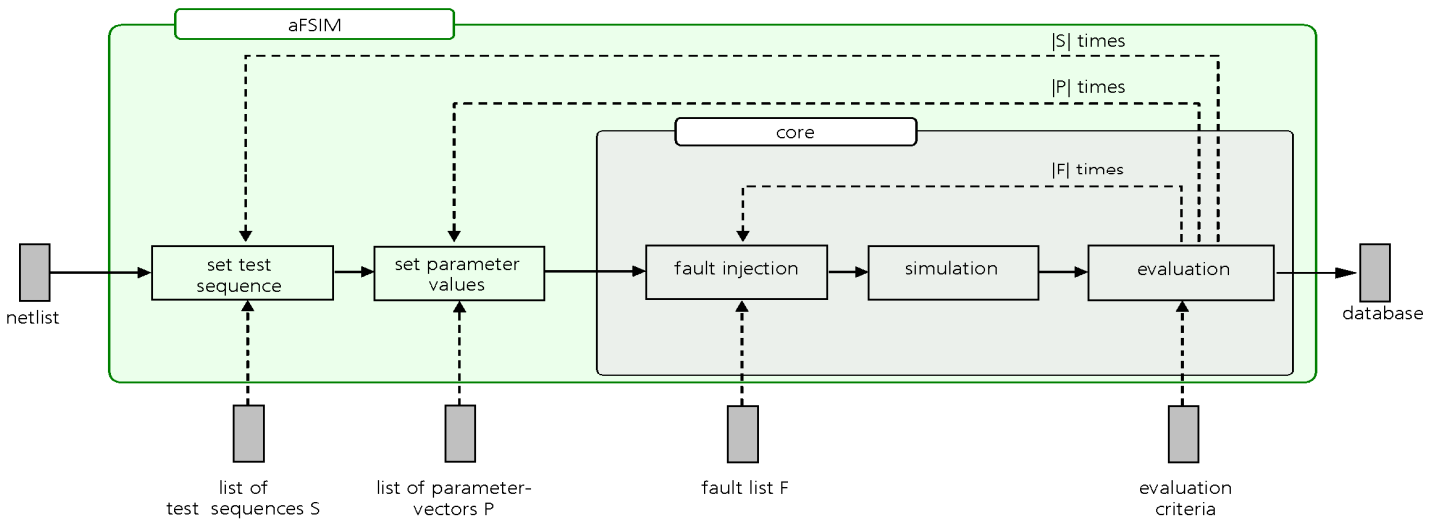 aFSIM
|S| times
|P| times
core
|F| times
set test
sequence
set parameter
values
fault injection
simulation
evaluation
netlist
database
list of
test sequences S
list of parameter-
vectors P
fault list F
evaluation
criteria